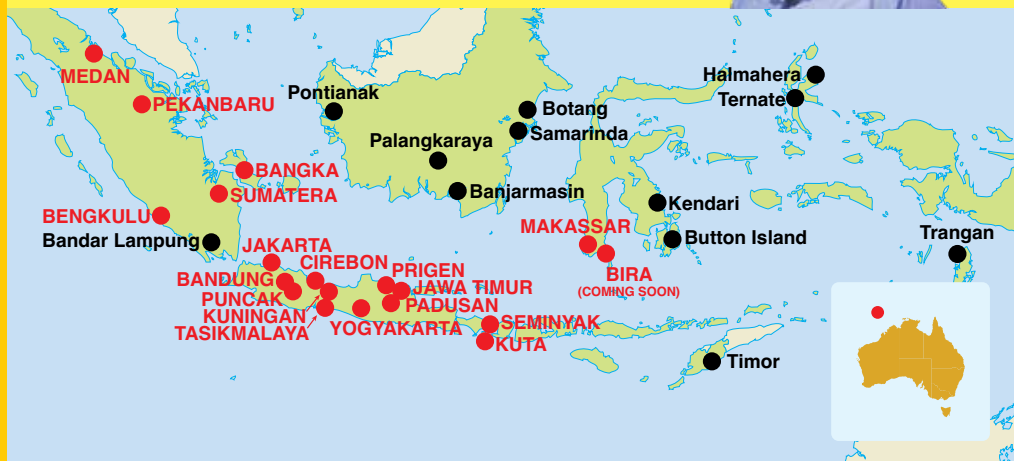 MEDAN
PEKANBARU
Pontianak
Halmahera
Ternate
Botang
Samarinda
Palangkaraya
BANGKA
SUMATERA
Banjarmasin
Kendari
BENGKULU
Bandar Lampung
MAKASSAR
Button Island
Trangan
JAKARTA
CIREBON
PRIGEN
BIRA
(COMING SOON)
BANDUNG
JAWA TIMUR
PUNCAK
PADUSAN
KUNINGAN
TASIKMALAYA
YOGYAKARTA
SEMINYAK
KUTA
Timor